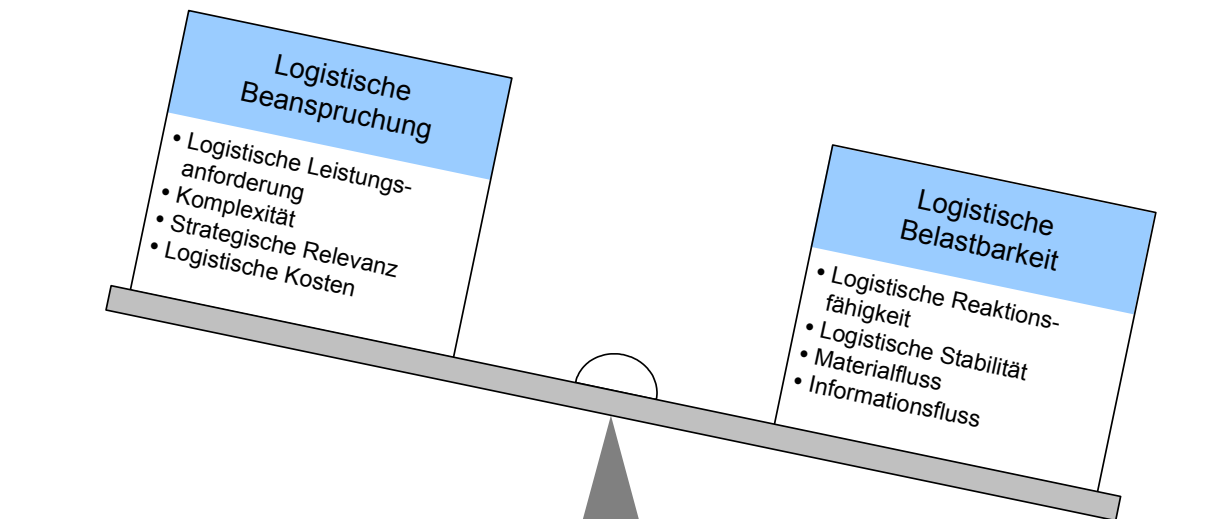 Logistische
Beanspruchung
• Logistische Leistungs-
anforderung
• Komplexität
• Strategische Relevanz
• Logistische Kosten
Logistische
Belastbarkeit
• Logistische Reaktions-
fähigkeit
• Logistische Stabilität
• Materialfluss
• Informationsfluss